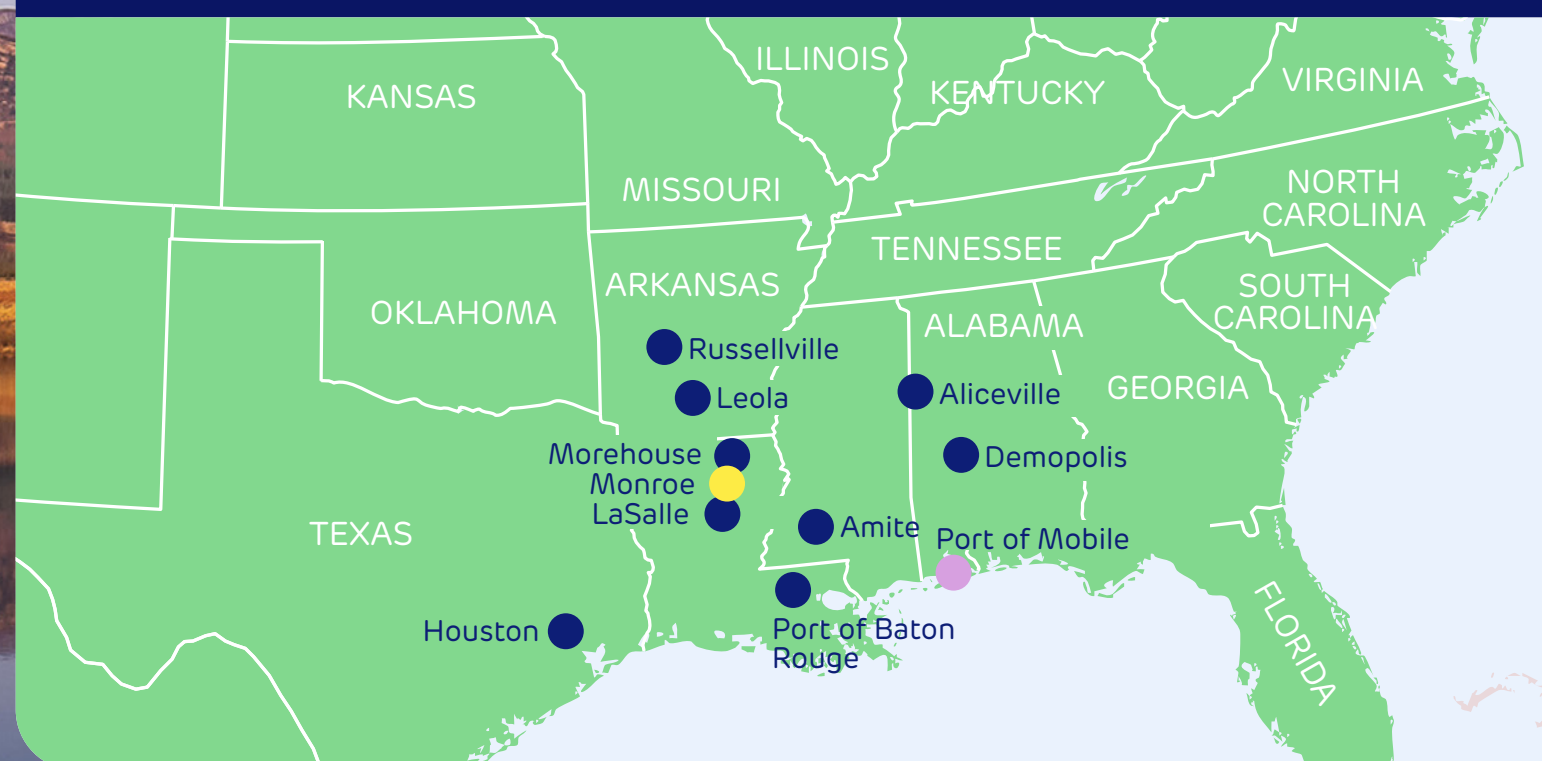 ILLINOIS
KANSAS
KENTUCKY
VIRGINIA
MISSOURI
NORTH
CAROLINA
TENNESSEE
ARKANSAS
OKLAHOMA
SOUTH
CAROLINA
ALABAMA
Russellville
GEORGIA
Leola
Aliceville
Morehouse
Demopolis
Monroe
LaSalle
TEXAS
Amite
Port of Mobile
Houston
Port of Baton
Rouge
FLORIDA